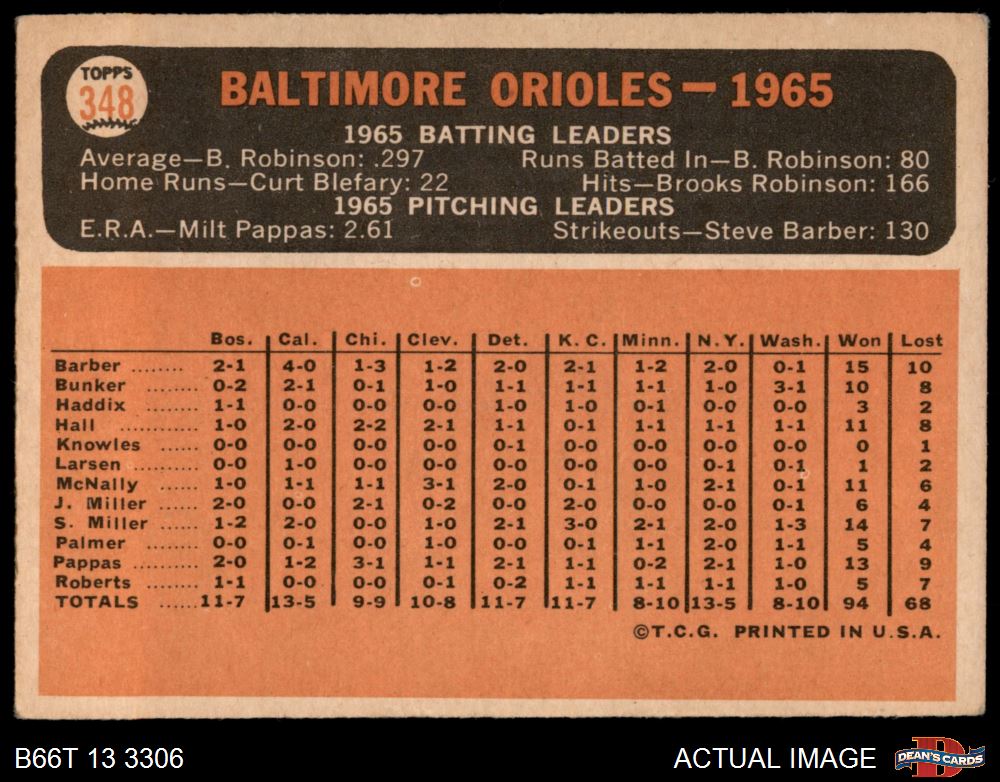 TOPPS
348
BALTIMORE ORIOLES — 1965
1965 BATTING LEADERS
Average—B. Robinson: .297 Runs Batted In—B. Robinson: 80
Home Runs—Curt Blefary: 22 Hits—Brooks Robinson: 166
1965 PITCHING LEADERS
E.R.A.—Milt Pappas: 2.61 Strikeouts—Steve Barber: 130
Bos. Cal. Chi. Clev. Det. K. C. Minn. N. Y. Wash. Won Lost
Barber ........ 2-1 4-0 1-3 1-2 2-0 2-1 1-2 2-0 0-1 15 10
Bunker ........ 0-2 2-1 0-1 1-0 1-1 1-1 1-1 1-0 3-1 10 8
Haddix ........ 1-1 0-0 0-0 0-0 1-0 1-0 0-1 0-0 0-0 3 2
Hall ............ 1-0 2-0 2-2 2-1 1-1 0-1 1-1 1-1 1-1 11 8
Knowles ...... 0-0 0-0 0-0 0-0 0-1 0-0 0-0 0-0 0-0 0 1
Larsen .......... 0-0 1-0 0-0 0-0 0-0 0-0 0-0 0-1 0-1 1 2
McNally ...... 1-0 1-1 1-1 3-1 2-0 0-1 1-0 2-1 0-1 11 6
J. Miller ...... 2-0 0-0 2-1 0-2 0-0 2-0 0-0 0-0 0-1 6 4
S. Miller ...... 1-2 2-0 0-0 1-0 2-1 3-0 2-1 2-0 1-3 14 7
Palmer ........ 0-0 0-1 0-0 1-0 0-0 0-1 1-1 2-0 1-1 5 4
Pappas ........ 2-0 1-2 3-1 1-1 2-1 1-1 0-2 2-1 1-0 13 9
Roberts ...... 1-1 0-0 0-0 0-1 0-2 1-1 1-1 1-1 1-0 5 7
TOTALS ...... 11-7 13-5 9-9 10-8 11-7 11-7 8-10 13-5 8-10 94 68
©T.C.G. PRINTED IN U.S.A.
B66T 13 3306 ACTUAL IMAGE
D
DEAN'S CARDS